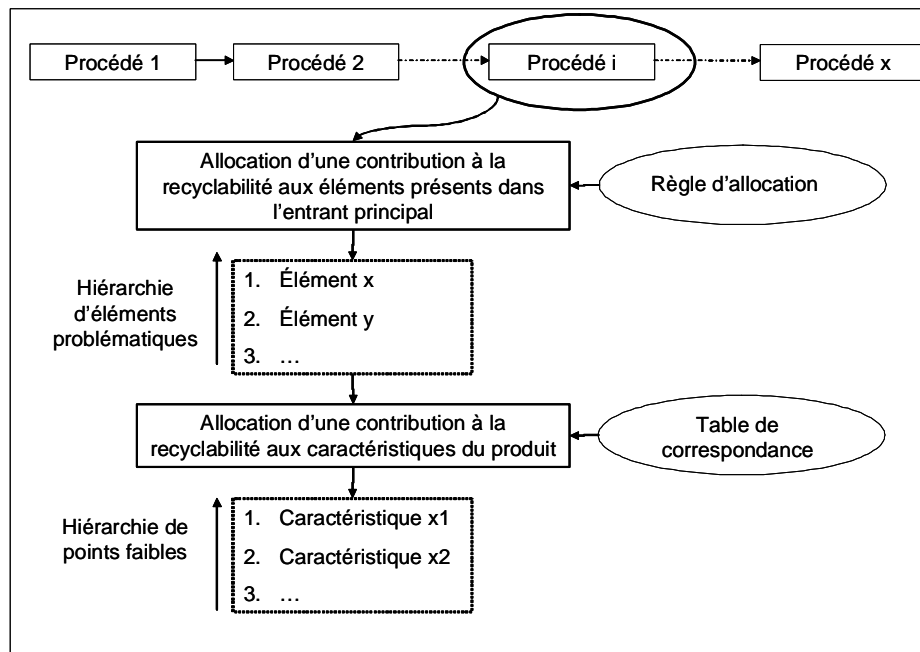 Procédé 1
Procédé 2
Procédé i
Procédé x
Allocation d'une contribution à la
recyclabilité aux éléments présents dans
l'entrant principal
Règle d'allocation
Hiérarchie
d'éléments
problématiques
1. Élément x
2. Élément y
3. …
Allocation d'une contribution à la
recyclabilité aux caractéristiques du produit
Table de
correspondance
Hiérarchie de
points faibles
1. Caractéristique x1
2. Caractéristique x2
3. …